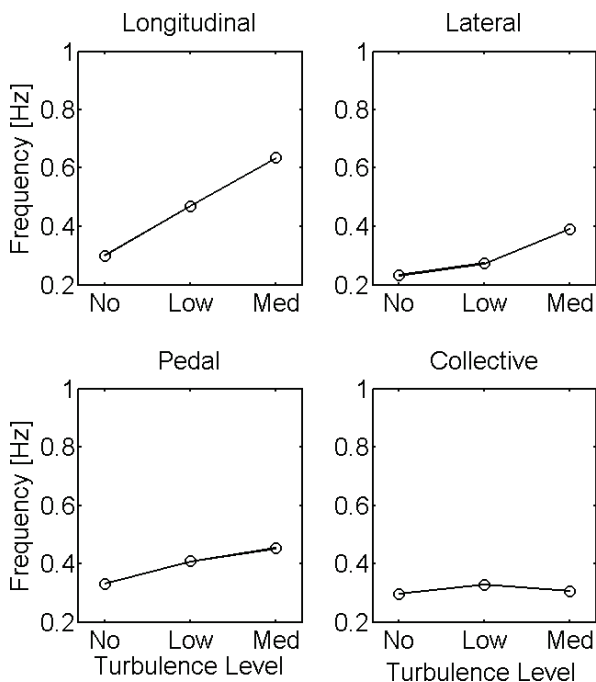 Longitudinal
Lateral
1
0.8
0.6
0.4
0.2
Frequency [Hz]
No Low Med
1
0.8
0.6
0.4
0.2
No Low Med
Pedal
Collective
1
0.8
0.6
0.4
0.2
Frequency [Hz]
No Low Med
Turbulence Level
1
0.8
0.6
0.4
0.2
No Low Med
Turbulence Level